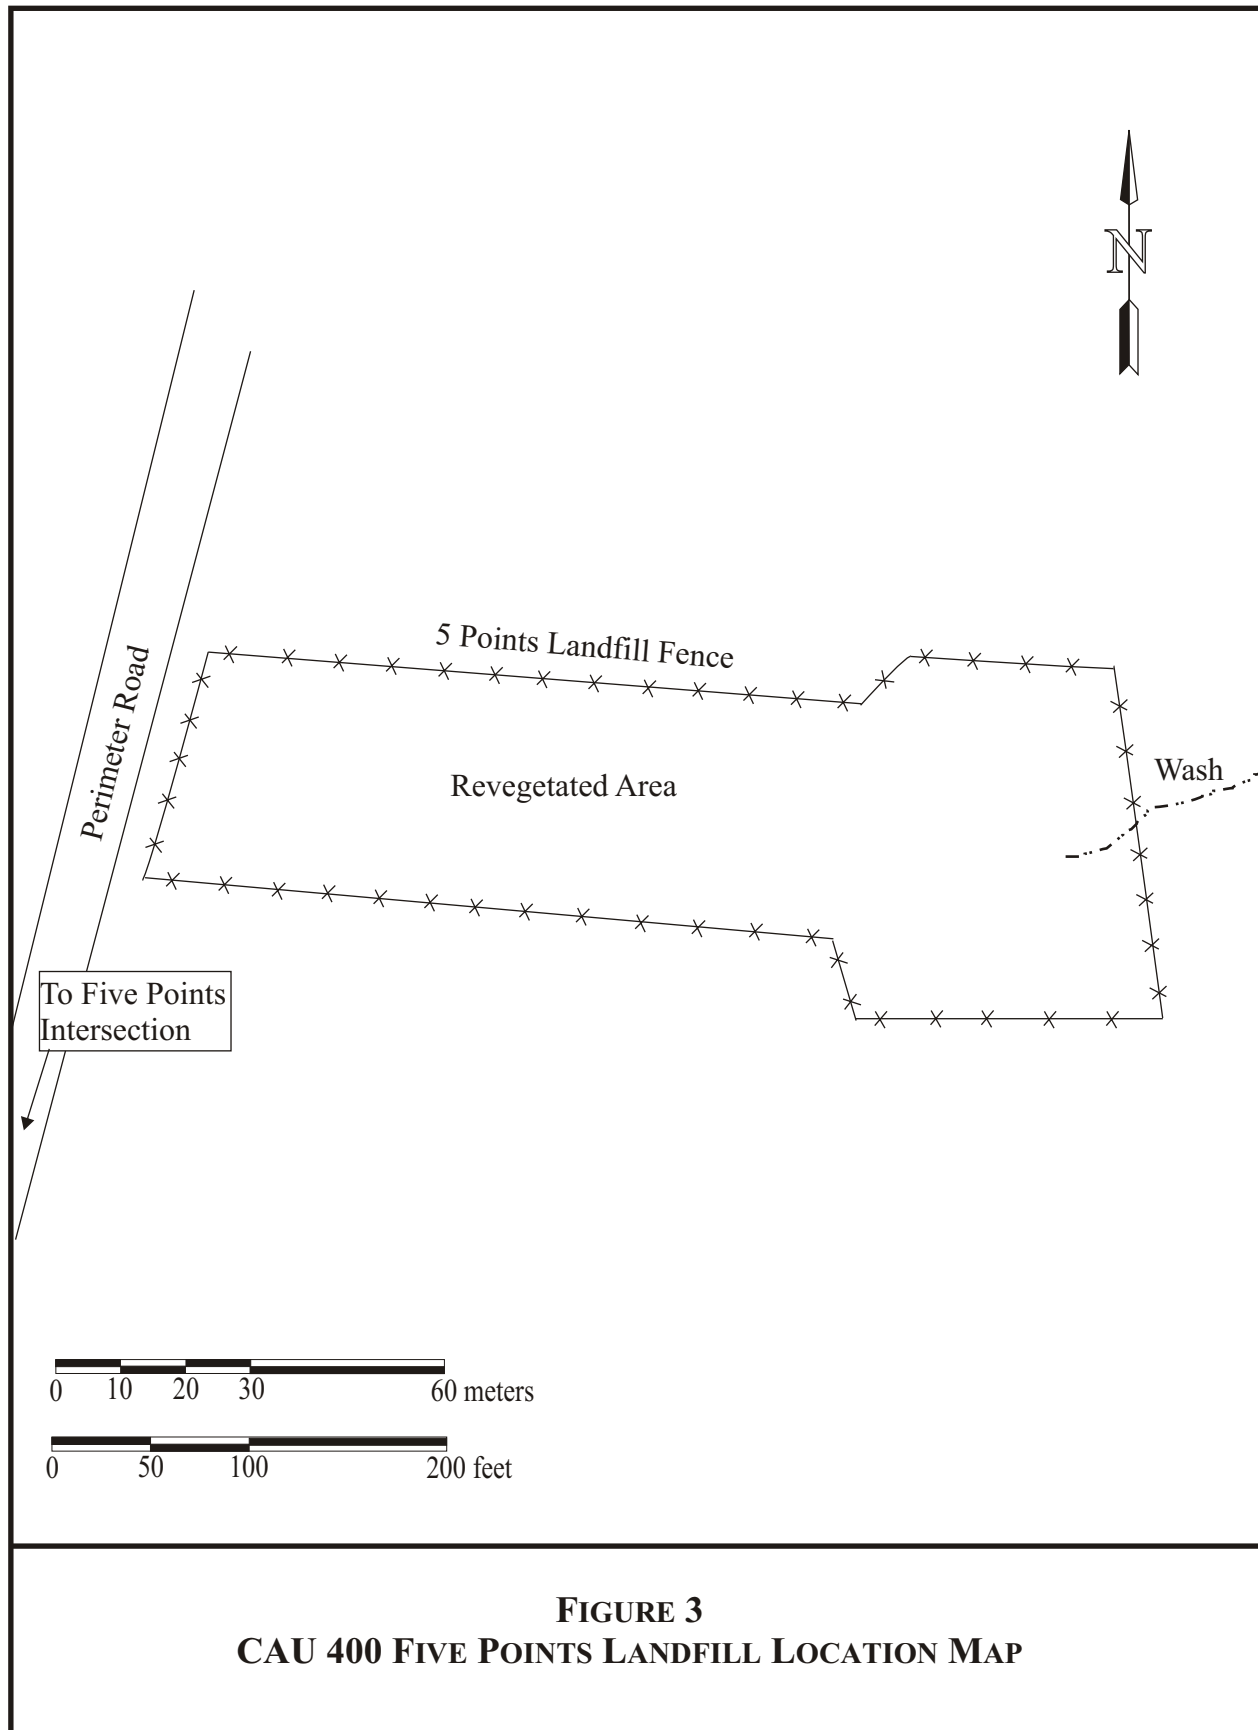 N
5 Points Landfill Fence
Perimeter Road
Revegetated Area
Wash
To Five Points
Intersection
0 10 20 30 60 meters
0 50 100 200 feet
FIGURE 3
CAU 400 FIVE POINTS LANDFILL LOCATION MAP